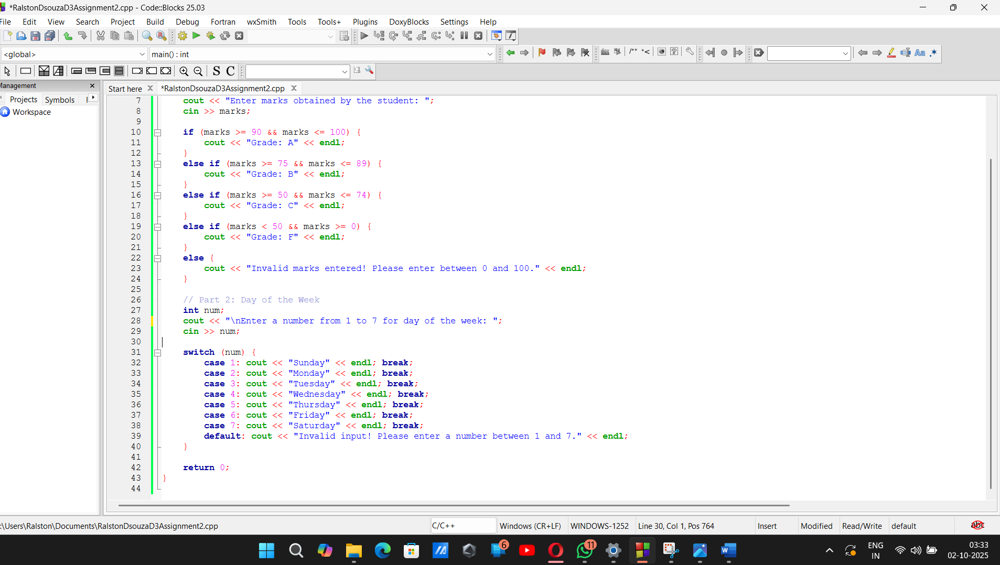 *RalstonDsouzaD3Assignment2.cpp - Code::Blocks 25.03
File Edit View Search Project Build Debug Fortran wxSmith Tools Tools+ Plugins DoxyBlocks Settings Help
<global> main() : int
/** *< Aa .*
S C
Management
Projects Symbols
Start here *RalstonDsouzaD3Assignment2.cpp
Workspace
7 cout << "Enter marks obtained by the student: ";
8 cin >> marks;
9
10 if (marks >= 90 && marks <= 100) {
11 cout << "Grade: A" << endl;
12 }
13 else if (marks >= 75 && marks <= 89) {
14 cout << "Grade: B" << endl;
15 }
16 else if (marks >= 50 && marks <= 74) {
17 cout << "Grade: C" << endl;
18 }
19 else if (marks < 50 && marks >= 0) {
20 cout << "Grade: F" << endl;
21 }
22 else {
23 cout << "Invalid marks entered! Please enter between 0 and 100." << endl;
24 }
25
26 // Part 2: Day of the Week
27 int num;
28 cout << "\nEnter a number from 1 to 7 for day of the week: ";
29 cin >> num;
30
31 switch (num) {
32 case 1: cout << "Sunday" << endl; break;
33 case 2: cout << "Monday" << endl; break;
34 case 3: cout << "Tuesday" << endl; break;
35 case 4: cout << "Wednesday" << endl; break;
36 case 5: cout << "Thursday" << endl; break;
37 case 6: cout << "Friday" << endl; break;
38 case 7: cout << "Saturday" << endl; break;
39 default: cout << "Invalid input! Please enter a number between 1 and 7." << endl;
40 }
41
42 return 0;
43 }
44
:\Users\Ralston\Documents\RalstonDsouzaD3Assignment2.cpp C/C++ Windows (CR+LF) WINDOWS-1252 Line 30, Col 1, Pos 764 Insert Modified Read/Write default abc
6 11 ENG IN 03:33
02-10-2025